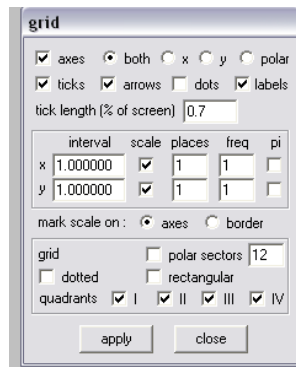 grid
axes both x y polar
ticks arrows dots labels
tick length (% of screen) 0.7
interval scale places freq pi
x 1.000000 1 1
y 1.000000 1 1
mark scale on : axes border
grid polar sectors 12
dotted rectangular
quadrants I II III IV
apply close